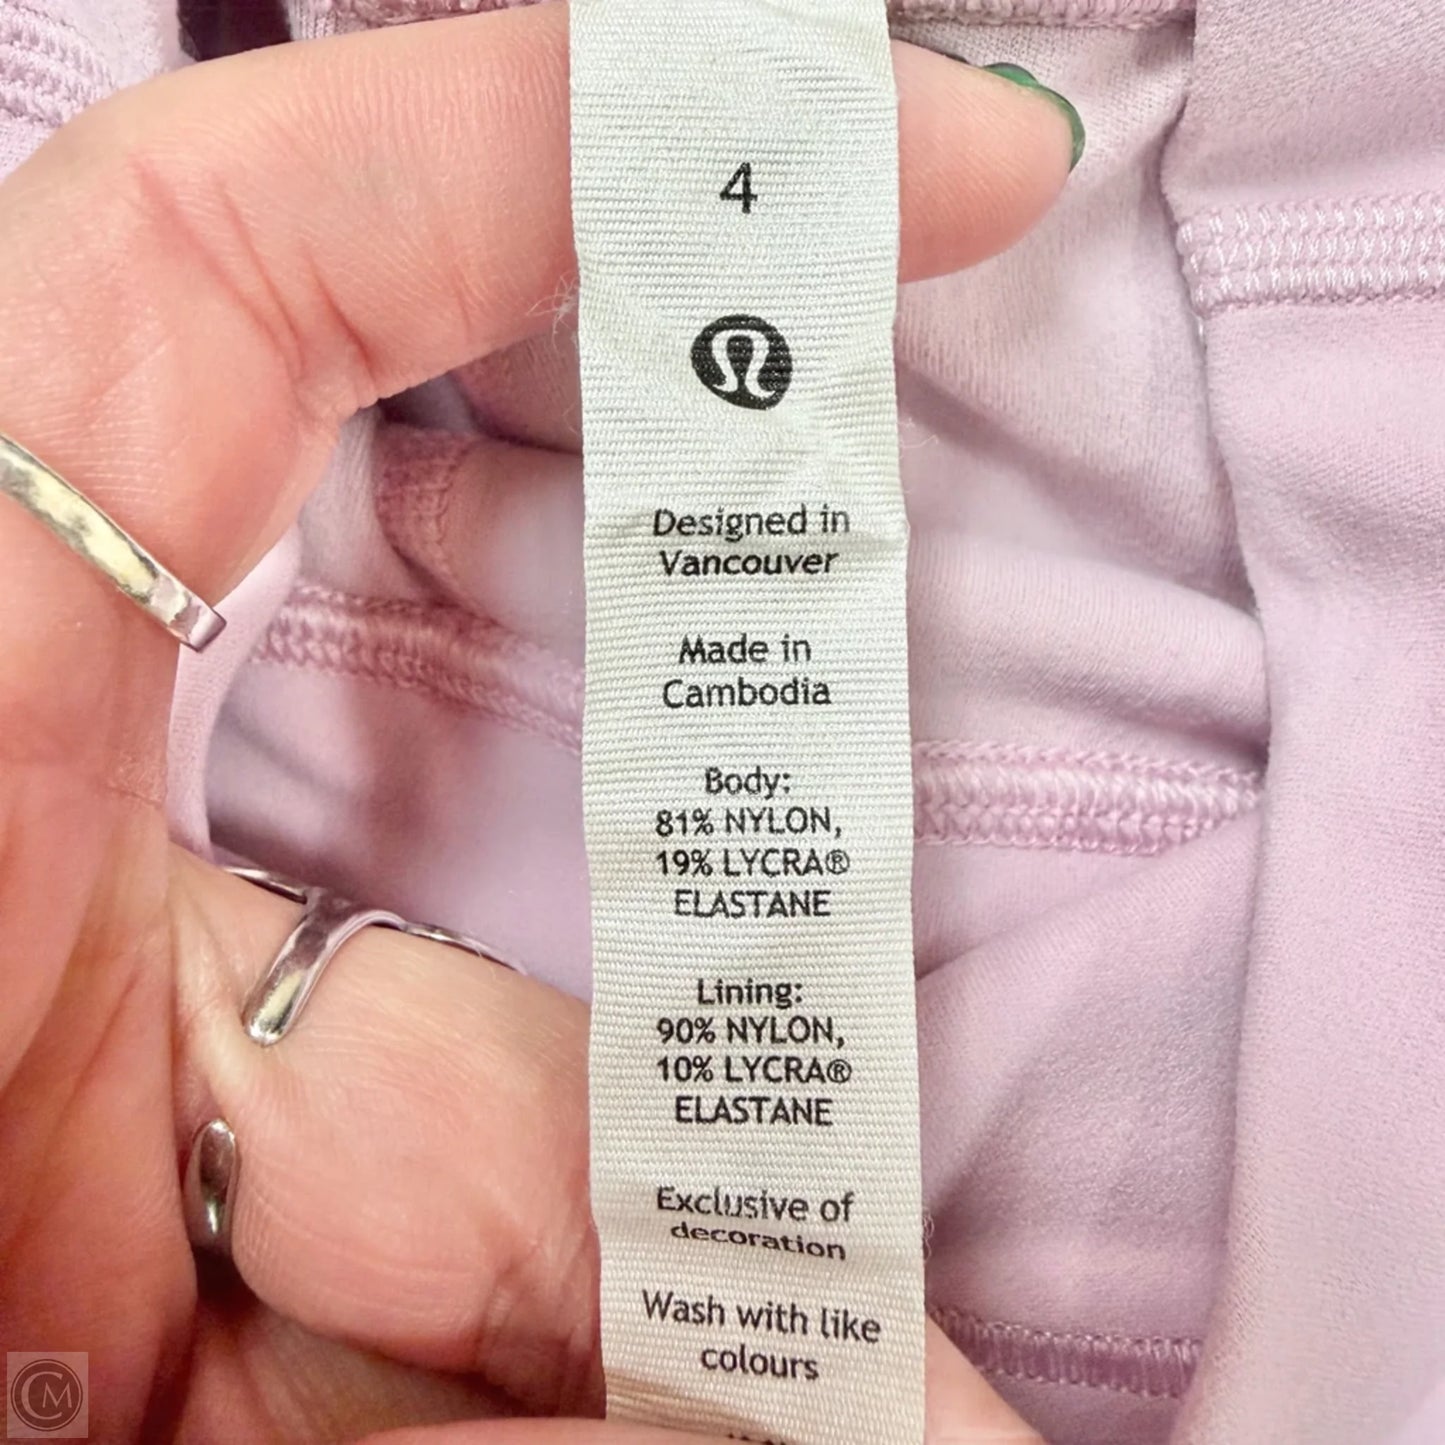 4
Designed in
Vancouver
Made in
Cambodia
Body:
81% NYLON,
19% LYCRA®
ELASTANE
Lining:
90% NYLON,
10% LYCRA®
ELASTANE
Exclusive of
decoration
Wash with like
colours
CM